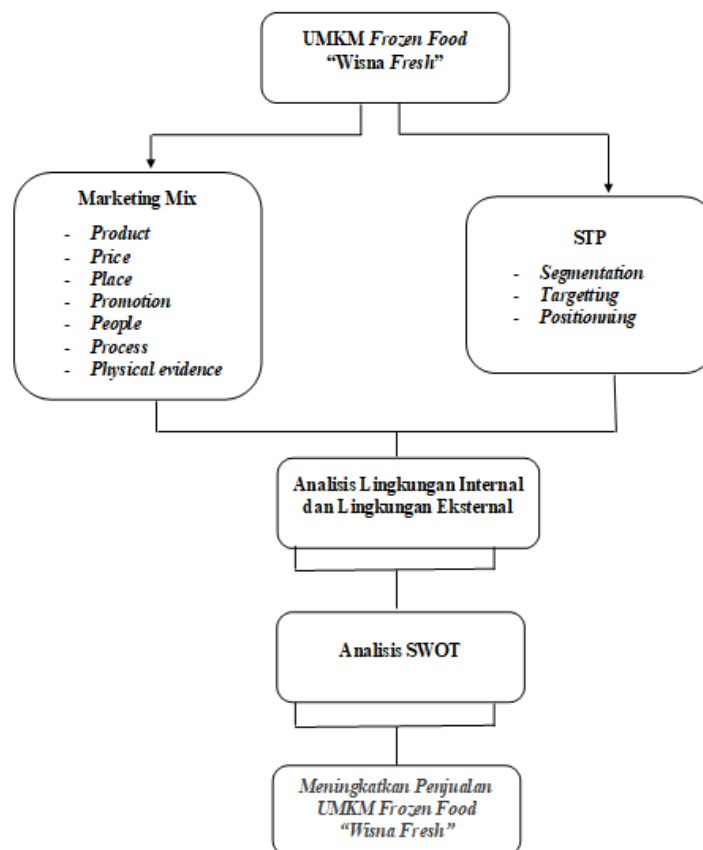 UMKM Frozen Food
“Wisna Fresh”
Marketing Mix
- Product
- Price
- Place
- Promotion
- People
- Process
- Physical evidence
STP
- Segmentation
- Targetting
- Positionning
Analisis Lingkungan Internal
dan Lingkungan Eksternal
Analisis SWOT
Meningkatkan Penjualan
UMKM Frozen Food
“Wisna Fresh”